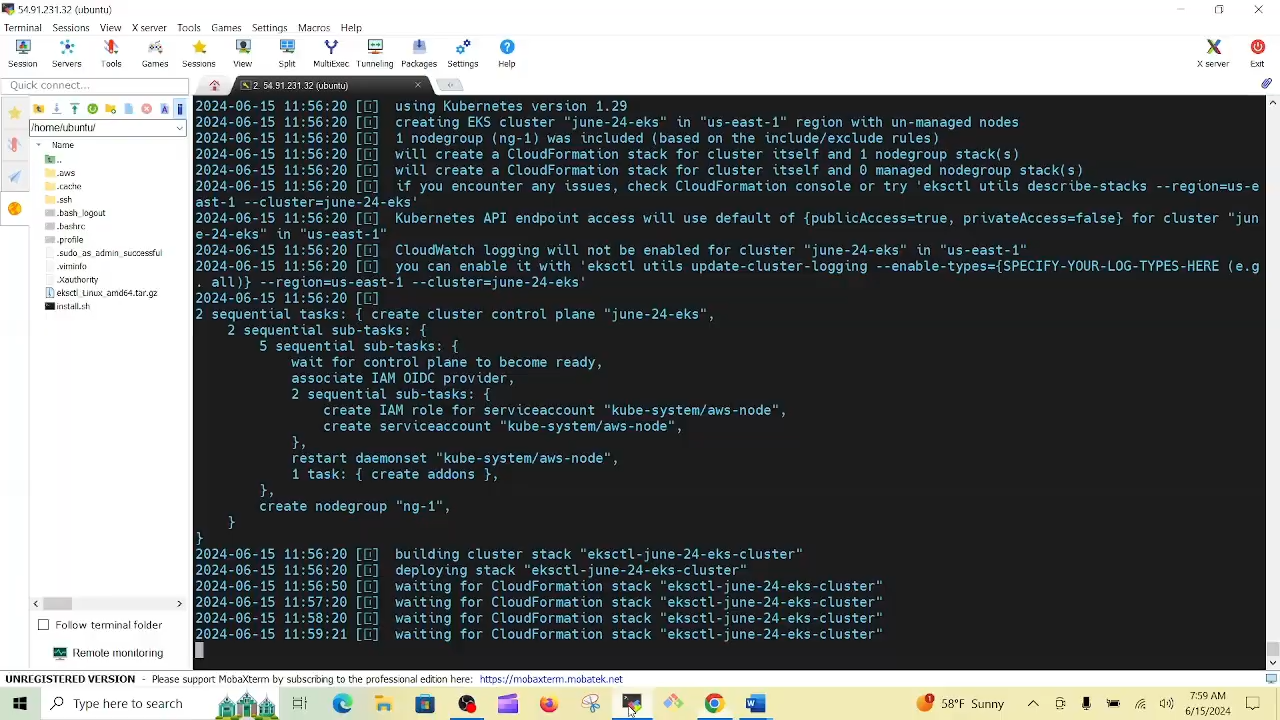 54.91.231.32 (ubuntu)
Terminal Sessions View X server Tools Games Settings Macros Help
Session Servers Tools Games Sessions View Split MultiExec Tunneling Packages Settings Help X server Exit
Quick connect...
2. 54.91.231.32 (ubuntu)
/home/ubuntu/
Name
..
.aws
.cache
.ssh
.bash_logout
.bashrc
.profile
.sudo_as_admin_successful
.viminfo
.Xauthority
eksctl_Linux_amd64.tar.gz
install.sh
Follow terminal folder
Remote monitoring
2024-06-15 11:56:20 [ℹ] using Kubernetes version 1.29
2024-06-15 11:56:20 [ℹ] creating EKS cluster "june-24-eks" in "us-east-1" region with un-managed nodes
2024-06-15 11:56:20 [ℹ] 1 nodegroup (ng-1) was included (based on the include/exclude rules)
2024-06-15 11:56:20 [ℹ] will create a CloudFormation stack for cluster itself and 1 nodegroup stack(s)
2024-06-15 11:56:20 [ℹ] will create a CloudFormation stack for cluster itself and 0 managed nodegroup stack(s)
2024-06-15 11:56:20 [ℹ] if you encounter any issues, check CloudFormation console or try 'eksctl utils describe-stacks --region=us-e
ast-1 --cluster=june-24-eks'
2024-06-15 11:56:20 [ℹ] Kubernetes API endpoint access will use default of {publicAccess=true, privateAccess=false} for cluster "jun
e-24-eks" in "us-east-1"
2024-06-15 11:56:20 [ℹ] CloudWatch logging will not be enabled for cluster "june-24-eks" in "us-east-1"
2024-06-15 11:56:20 [ℹ] you can enable it with 'eksctl utils update-cluster-logging --enable-types={SPECIFY-YOUR-LOG-TYPES-HERE (e.g
. all)} --region=us-east-1 --cluster=june-24-eks'
2024-06-15 11:56:20 [ℹ]
2 sequential tasks: { create cluster control plane "june-24-eks",
2 sequential sub-tasks: {
5 sequential sub-tasks: {
wait for control plane to become ready,
associate IAM OIDC provider,
2 sequential sub-tasks: {
create IAM role for serviceaccount "kube-system/aws-node",
create serviceaccount "kube-system/aws-node",
},
restart daemonset "kube-system/aws-node",
1 task: { create addons },
},
create nodegroup "ng-1",
}
}
2024-06-15 11:56:20 [ℹ] building cluster stack "eksctl-june-24-eks-cluster"
2024-06-15 11:56:20 [ℹ] deploying stack "eksctl-june-24-eks-cluster"
2024-06-15 11:56:50 [ℹ] waiting for CloudFormation stack "eksctl-june-24-eks-cluster"
2024-06-15 11:57:20 [ℹ] waiting for CloudFormation stack "eksctl-june-24-eks-cluster"
2024-06-15 11:58:20 [ℹ] waiting for CloudFormation stack "eksctl-june-24-eks-cluster"
2024-06-15 11:59:21 [ℹ] waiting for CloudFormation stack "eksctl-june-24-eks-cluster"
UNREGISTERED VERSION - Please support MobaXterm by subscribing to the professional edition here: https://mobaxterm.mobatek.net
Type here to search
1
58°F Sunny
7:59 AM
6/15/2024